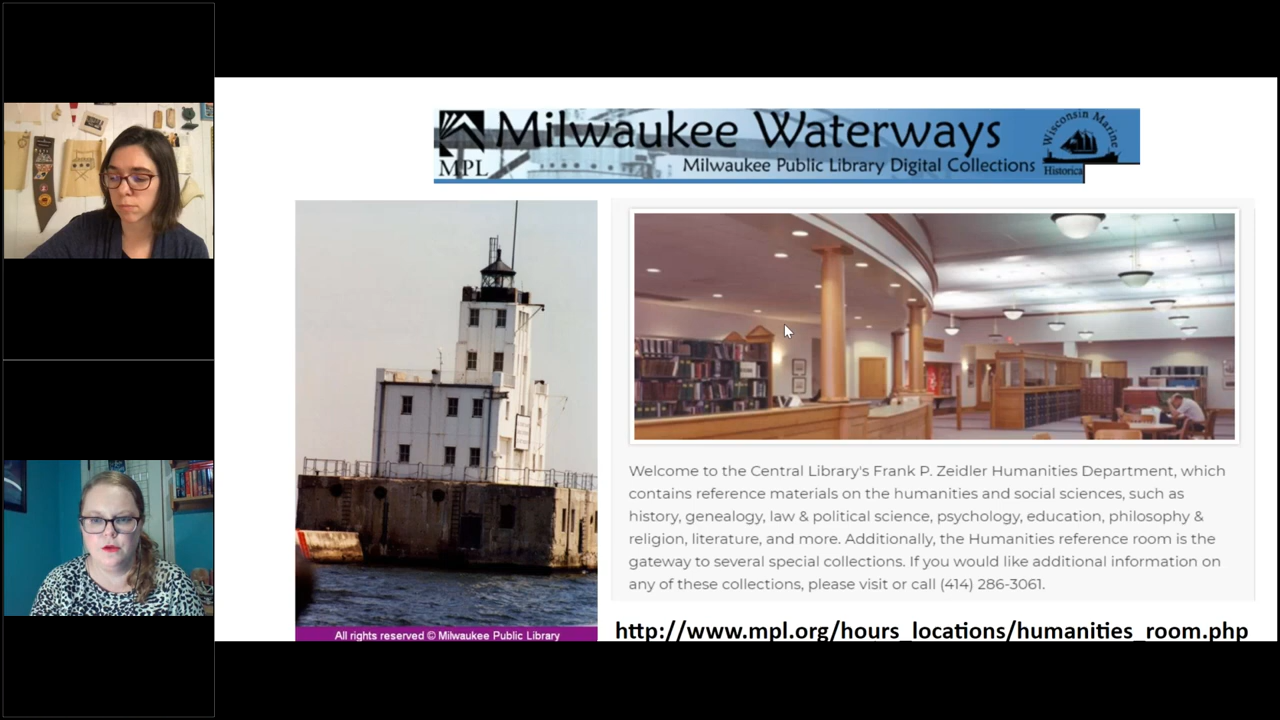 MPL
Milwaukee Waterways
Milwaukee Public Library Digital Collections
Wisconsin Marine
Historical
Welcome to the Central Library's Frank P. Zeidler Humanities Department, which
contains reference materials on the humanities and social sciences, such as
history, genealogy, law & political science, psychology, education, philosophy &
religion, literature, and more. Additionally, the Humanities reference room is the
gateway to several special collections. If you would like additional information on
any of these collections, please visit or call (414) 286-3061.
All rights reserved © Milwaukee Public Library
http://www.mpl.org/hours_locations/humanities_room.php